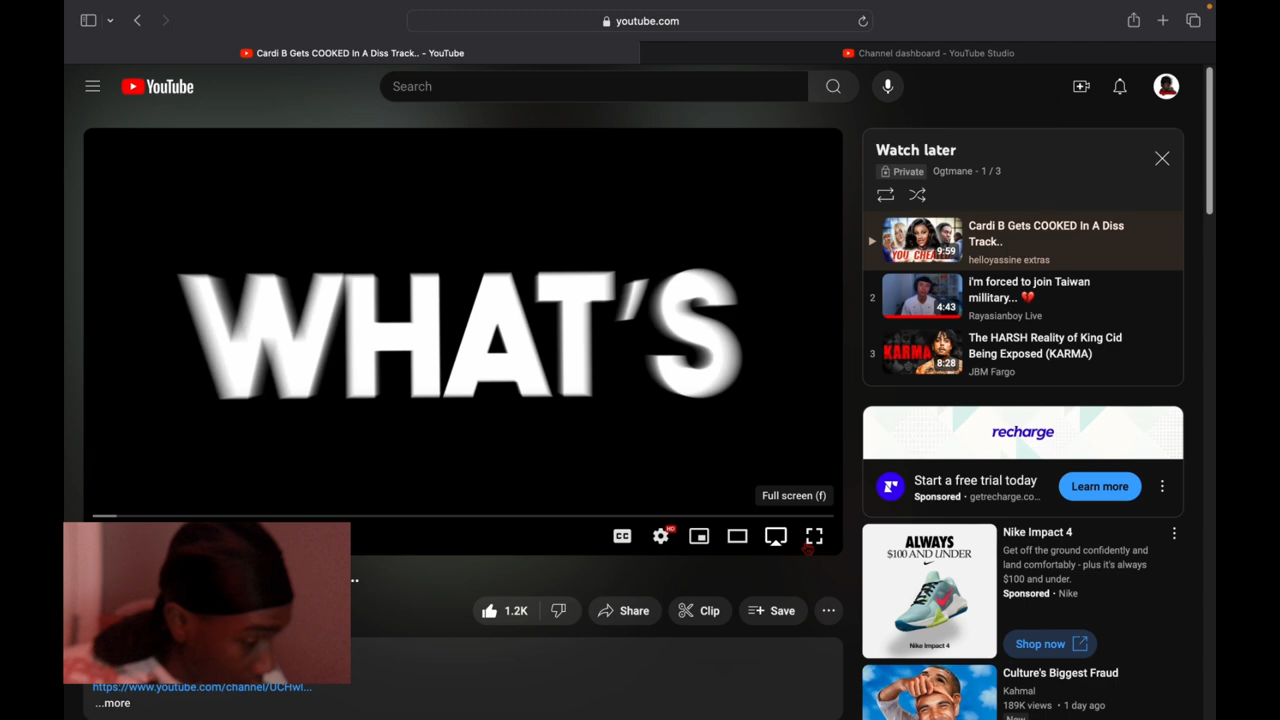 youtube.com
Cardi B Gets COOKED In A Diss Track.. - YouTube
Channel dashboard - YouTube Studio
YouTube
Search
WHAT'S
Full screen (f)
CC
HD
..
1.2K
Share
Clip
Save
https://www.youtube.com/channel/UCHwI...
...more
Watch later
Private
Ogtmane - 1 / 3
YOU CHEA
9:59
Cardi B Gets COOKED In A Diss
Track..
helloyassine extras
2
4:43
I'm forced to join Taiwan
millitary... 💔
Rayasianboy Live
3
KARMA
8:28
The HARSH Reality of King Cid
Being Exposed (KARMA)
JBM Fargo
recharge
Start a free trial today
Sponsored • getrecharge.co...
Learn more
ALWAYS
$100 AND UNDER
Nike Impact 4
Nike Impact 4
Get off the ground confidently and
land comfortably - plus it's always
$100 and under.
Sponsored • Nike
Shop now
Culture's Biggest Fraud
Kahmal
189K views • 1 day ago
New